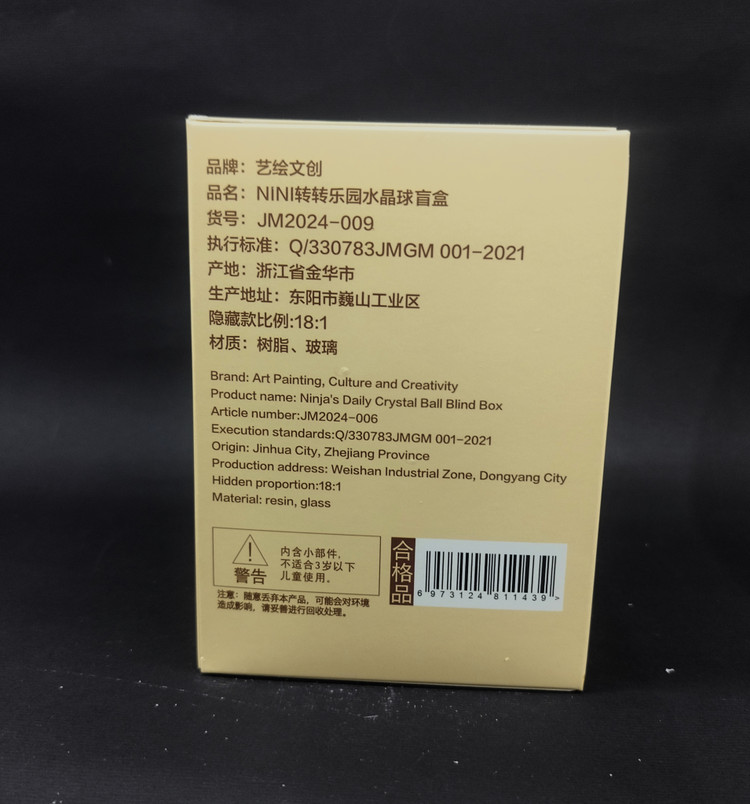 品牌：艺绘文创
品名：NINI转转乐园水晶球盲盒
货号：JM2024-009
执行标准：Q/330783JMGM 001-2021
产地：浙江省金华市
生产地址：东阳市巍山工业区
隐藏款比例:18:1
材质：树脂、玻璃
Brand: Art Painting, Culture and Creativity
Product name: Ninja's Daily Crystal Ball Blind Box
Article number:JM2024-006
Execution standards:Q/330783JMGM 001-2021
Origin: Jinhua City, Zhejiang Province
Production address: Weishan Industrial Zone, Dongyang City
Hidden proportion:18:1
Material: resin, glass
警告
内含小部件，
不适合3岁以下
儿童使用。
注意：随意丢弃本产品，可能会对环境
造成影响，请妥善进行回收处理。
合格品
6 973124 811439 >